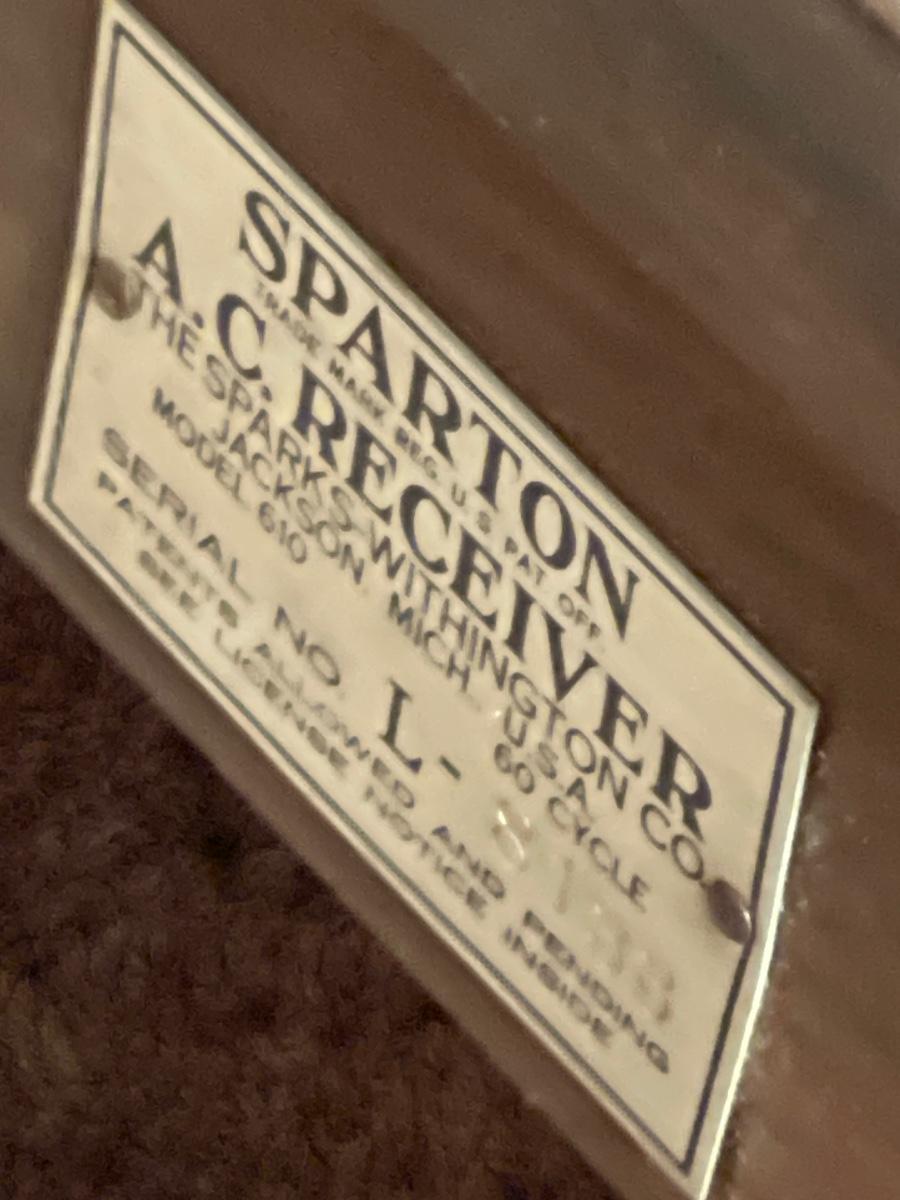 SPARTON
TRADE MARK REG. U.S. PAT. OFF.
A.C. RECEIVER
THE SPARKS-WITHINGTON CO.
JACKSON, MICH., U.S.A.
MODEL 610 60 CYCLE
SERIAL NO. L-
PATENTS ALLOWED AND PENDING
SEE LICENSE NOTICE INSIDE